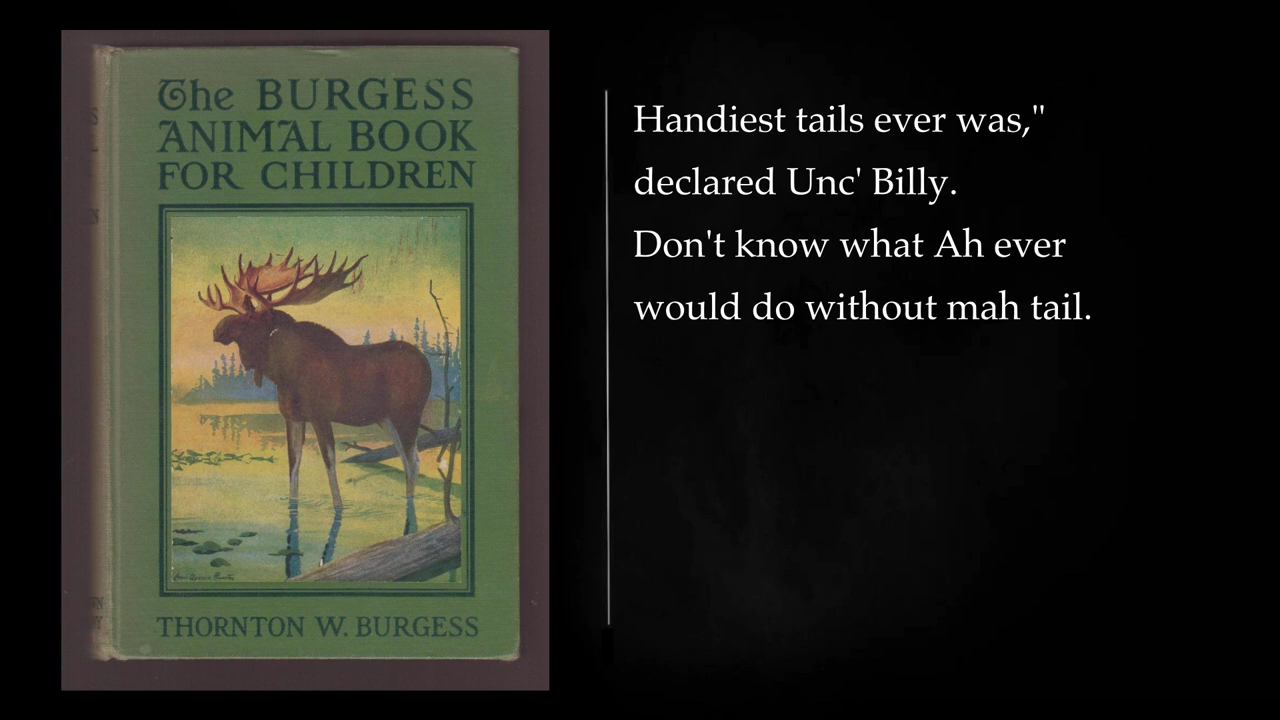 The BURGESS
ANIMAL BOOK
FOR CHILDREN
THORNTON W. BURGESS
Handiest tails ever was,"
declared Unc' Billy.
Don't know what Ah ever
would do without mah tail.